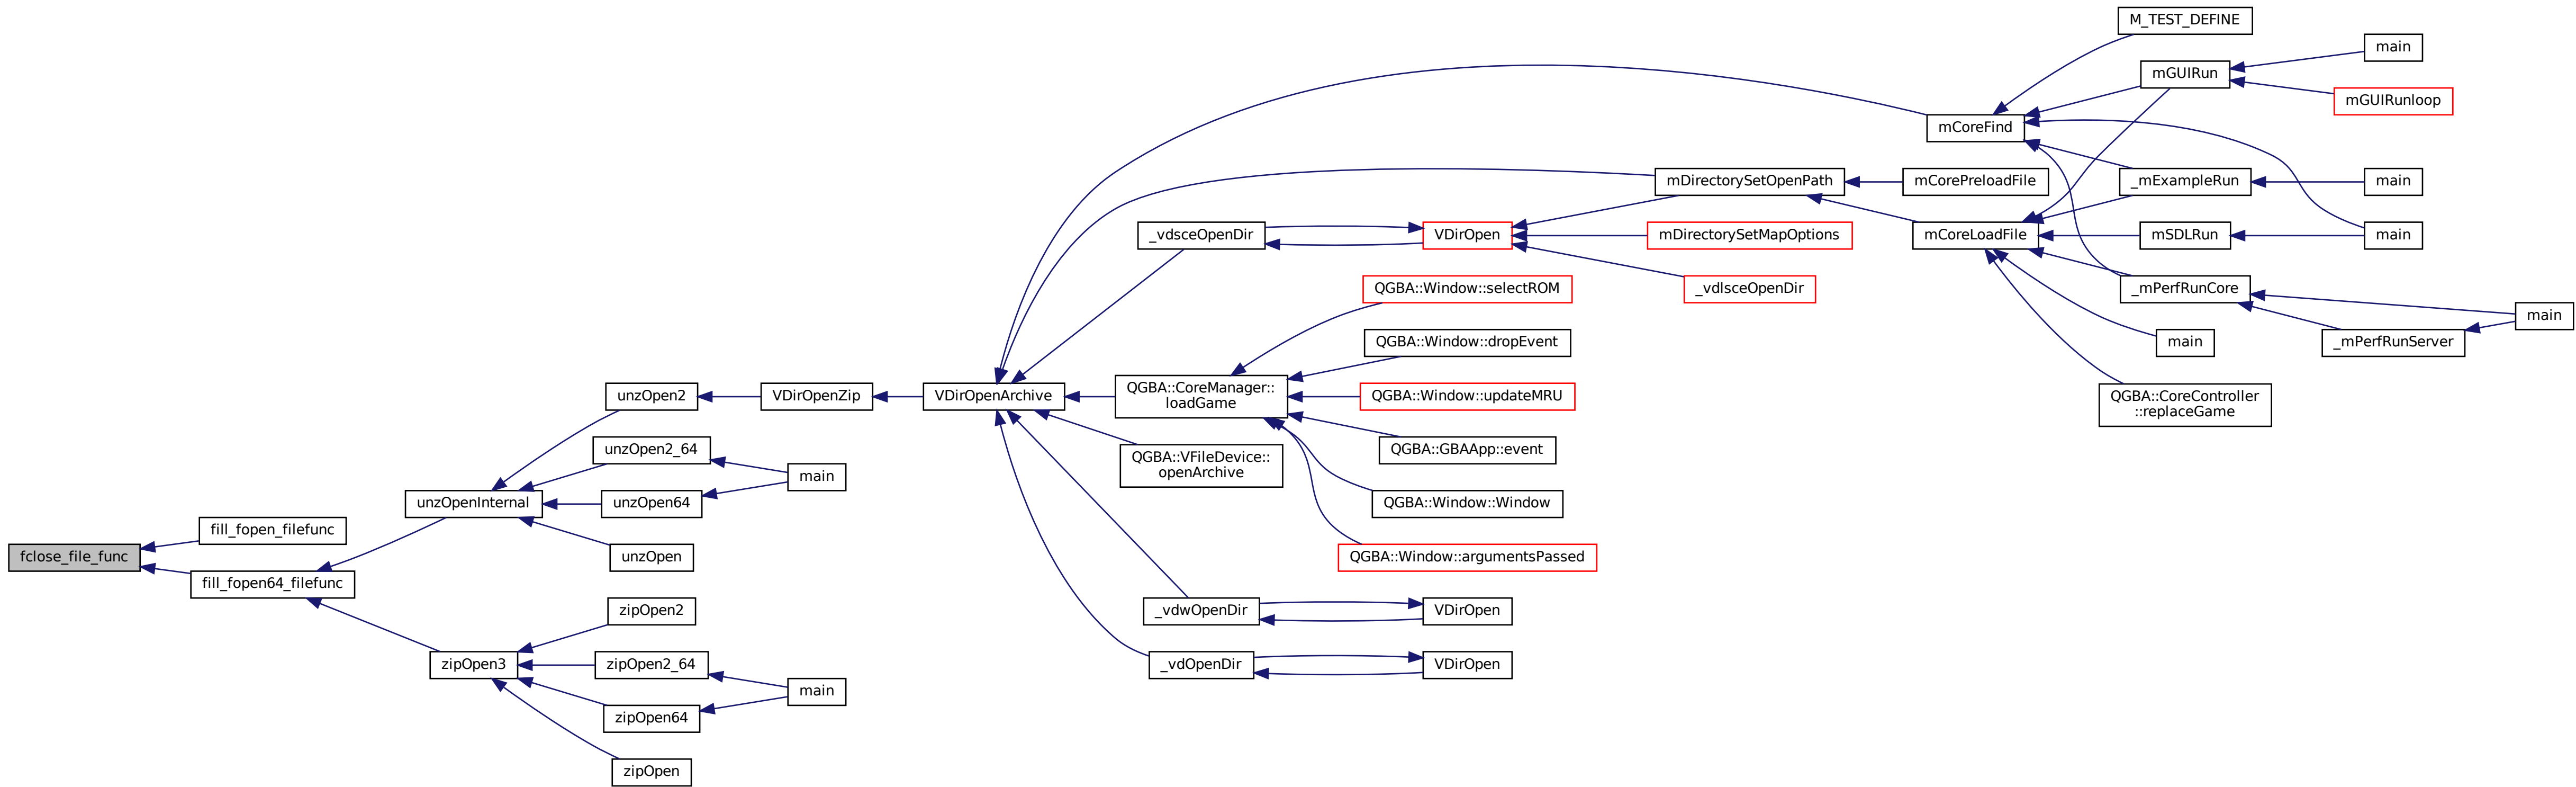 M_TEST_DEFINE
main
mGUIRun
mGUIRunloop
mCoreFind
mDirectorySetOpenPath
mCorePreloadFile
_mExampleRun
main
_vdsceOpenDir
VDirOpen
mDirectorySetMapOptions
mCoreLoadFile
mSDLRun
main
QGBA::Window::selectROM
_vdlsceOpenDir
_mPerfRunCore
main
QGBA::Window::dropEvent
main
_mPerfRunServer
unzOpen2
VDirOpenZip
VDirOpenArchive
QGBA::CoreManager::
loadGame
QGBA::Window::updateMRU
QGBA::CoreController
::replaceGame
unzOpen2_64
QGBA::VFileDevice::
openArchive
QGBA::GBAApp::event
main
unzOpenInternal
unzOpen64
QGBA::Window::Window
fill_fopen_filefunc
fclose_file_func
unzOpen
QGBA::Window::argumentsPassed
fill_fopen64_filefunc
zipOpen2
_vdwOpenDir
VDirOpen
zipOpen3
zipOpen2_64
_vdOpenDir
VDirOpen
main
zipOpen64
zipOpen